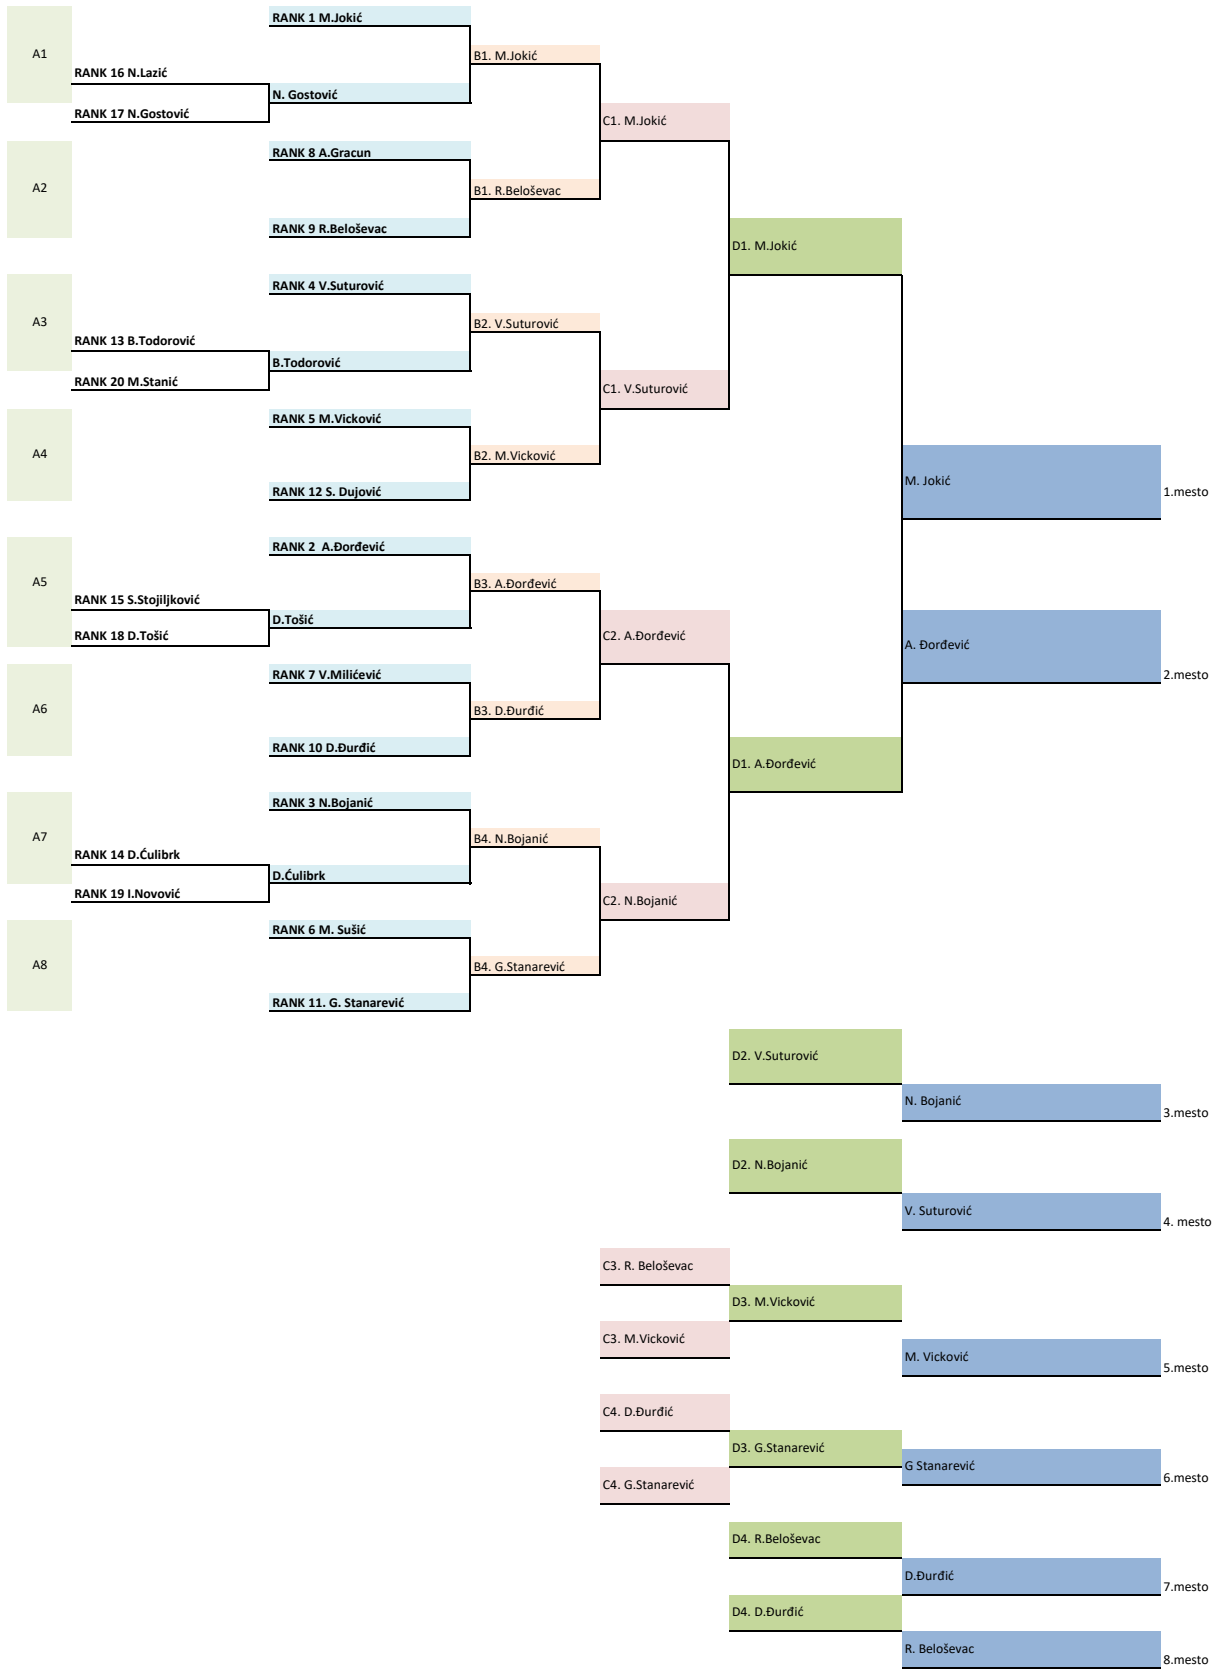 RANK 1 M.Jokić
A1
B1. M.Jokić
RANK 16 N.Lazić
N. Gostović
RANK 17 N.Gostović
C1. M.Jokić
RANK 8 A.Gracun
A2
B1. R.Beloševac
RANK 9 R.Beloševac
D1. M.Jokić
RANK 4 V.Suturović
A3
B2. V.Suturović
RANK 13 B.Todorović
B.Todorović
RANK 20 M.Stanić
C1. V.Suturović
RANK 5 M.Vicković
A4
B2. M.Vicković
M. Jokić
RANK 12 S. Dujović
1.mesto
RANK 2  A.Đorđević
A5
B3. A.Đorđević
RANK 15 S.Stojiljković
D.Tošić
RANK 18 D.Tošić
C2. A.Đorđević
A. Đorđević
RANK 7 V.Milićević
2.mesto
A6
B3. D.Đurđić
RANK 10 D.Đurđić
D1. A.Đorđević
RANK 3 N.Bojanić
A7
B4. N.Bojanić
RANK 14 D.Ćulibrk
D.Ćulibrk
RANK 19 I.Novović
C2. N.Bojanić
RANK 6 M. Sušić
A8
B4. G.Stanarević
RANK 11. G. Stanarević
D2. V.Suturović
N. Bojanić
3.mesto
D2. N.Bojanić
V. Suturović
4. mesto
C3. R. Beloševac
D3. M.Vicković
C3. M.Vicković
M. Vicković
5.mesto
C4. D.Đurđić
D3. G.Stanarević
G Stanarević
6.mesto
C4. G.Stanarević
D4. R.Beloševac
D.Đurđić
7.mesto
D4. D.Đurđić
R. Beloševac
8.mesto